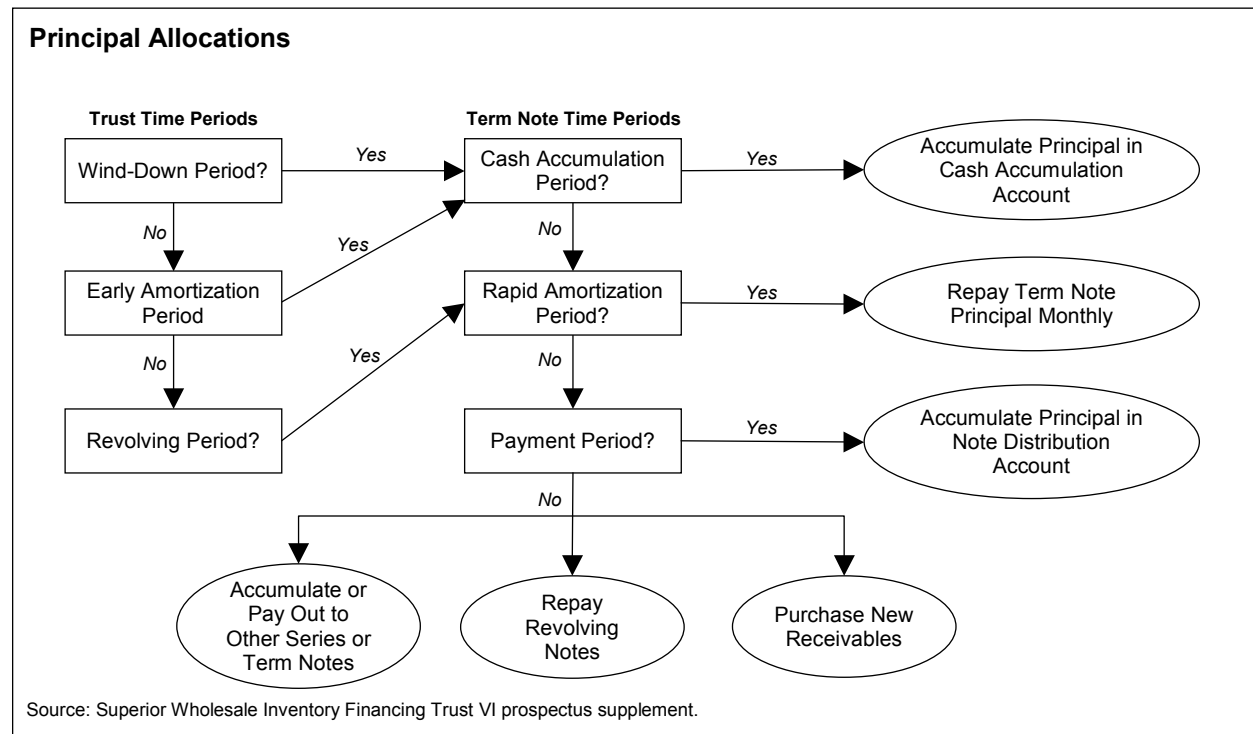 Principal Allocations
Trust Time Periods
Term Note Time Periods
Wind-Down Period?
Yes
Cash Accumulation
Period?
Yes
Accumulate Principal in
Cash Accumulation
Account
No
Yes
No
Early Amortization
Period
Rapid Amortization
Period?
Yes
Repay Term Note
Principal Monthly
No
Yes
No
Revolving Period?
Payment Period?
Yes
Accumulate Principal in
Note Distribution
Account
No
Accumulate or
Pay Out to
Other Series or
Term Notes
Repay
Revolving
Notes
Purchase New
Receivables
Source: Superior Wholesale Inventory Financing Trust VI prospectus supplement.